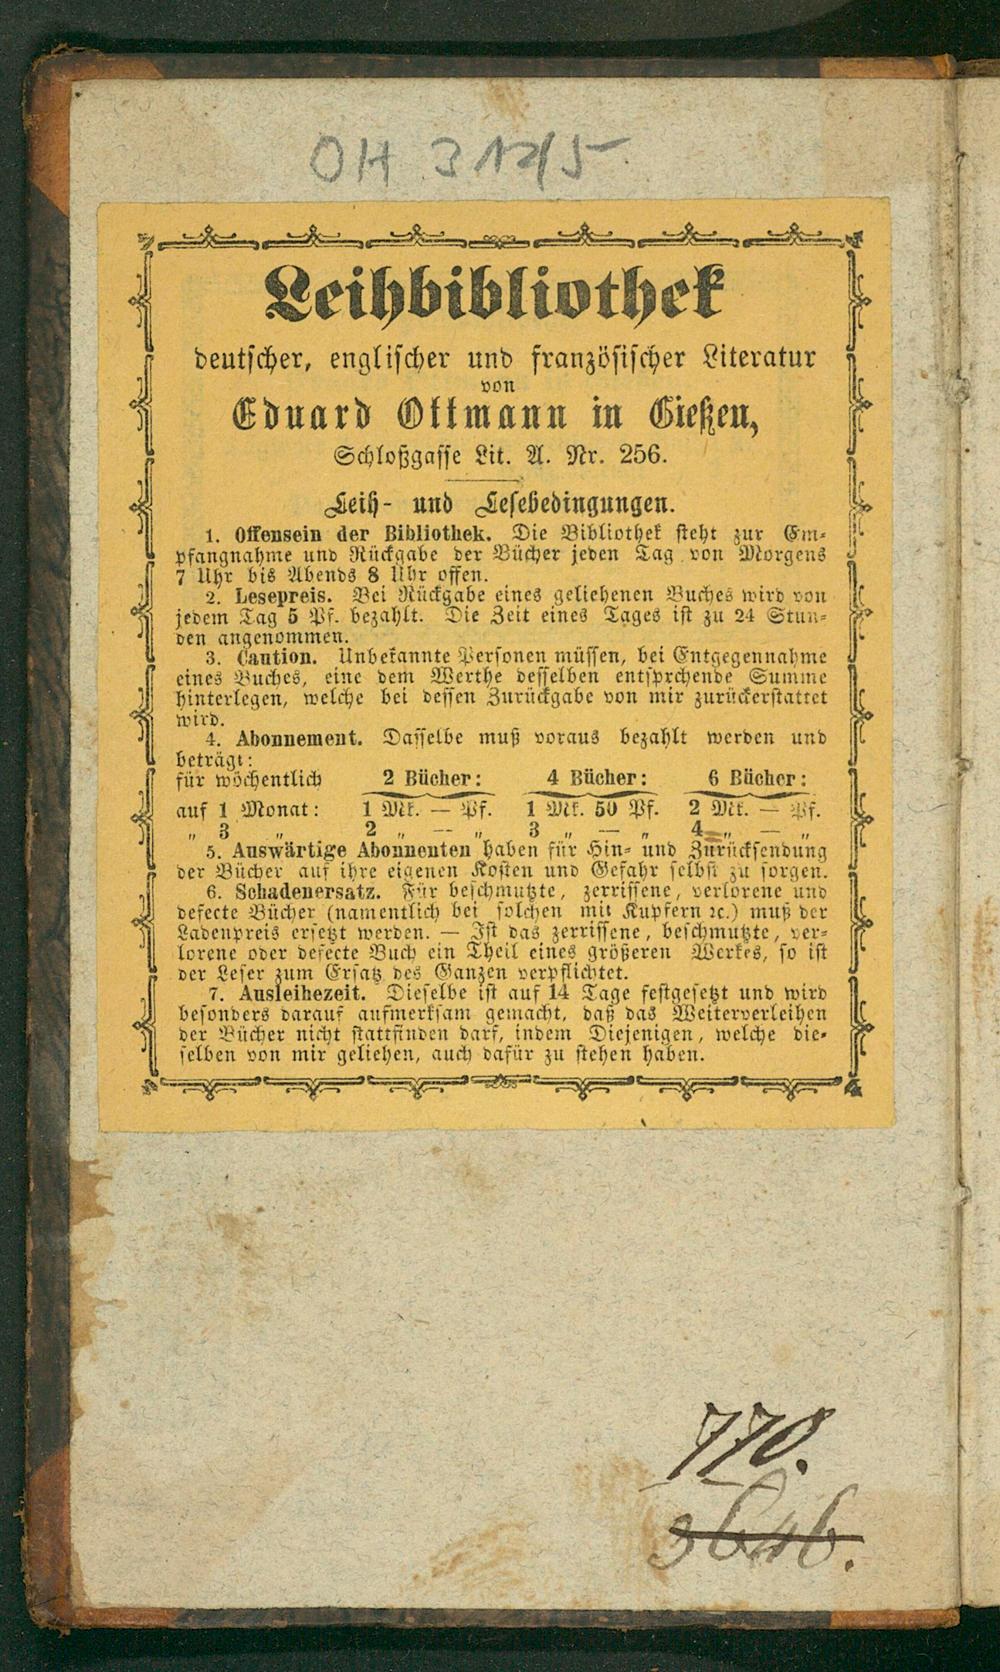 OH 312/5
Leihbibliothek
deutscher, englischer und französischer Literatur
von
Eduard Ottmann in Gießen,
Schloßgasse Lit. A. Nr. 256.
Leih- und Lesebedingungen.
1. Offensein der Bibliothek. Die Bibliothek steht zur Em-
pfangnahme und Rückgabe der Bücher jeden Tag von Morgens
7 Uhr bis Abends 8 Uhr offen.
2. Lesepreis. Bei Rückgabe eines geliehenen Buches wird von
jedem Tag 5 Pf. bezahlt. Die Zeit eines Tages ist zu 24 Stun-
den angenommen.
3. Caution. Unbekannte Personen müssen, bei Entgegennahme
eines Buches, eine dem Werthe desselben entsprchende Summe
hinterlegen, welche bei dessen Zurückgabe von mir zurückerstattet
wird.
4. Abonnement. Dasselbe muß voraus bezahlt werden und
beträgt:
für wöchentlich 2 Bücher: 4 Bücher: 6 Bücher:
auf 1 Monat: 1 Mk. — Pf. 1 Mk. 50 Pf. 2 Mk. — Pf.
„ 3 „ 2 „ — „ 3 „ — „ 4 „ — „
5. Auswärtige Abonnenten haben für Hin- und Zurücksendung
der Bücher auf ihre eigenen Kosten und Gefahr selbst zu sorgen.
6. Schadenersatz. Für beschmutzte, zerrissene, verlorene und
defecte Bücher (namentlich bei solchen mit Kupfern ꝛc.) muß der
Ladenpreis ersetzt werden. — Ist das zerrissene, beschmutzte, ver-
lorene oder defecte Buch ein Theil eines größeren Werkes, so ist
der Leser zum Ersatz des Ganzen verpflichtet.
7. Ausleihezeit. Dieselbe ist auf 14 Tage festgesetzt und wird
besonders darauf aufmerksam gemacht, daß das Weiterverleihen
der Bücher nicht stattfinden darf, indem Diejenigen, welche die-
selben von mir geliehen, auch dafür zu stehen haben.
770.